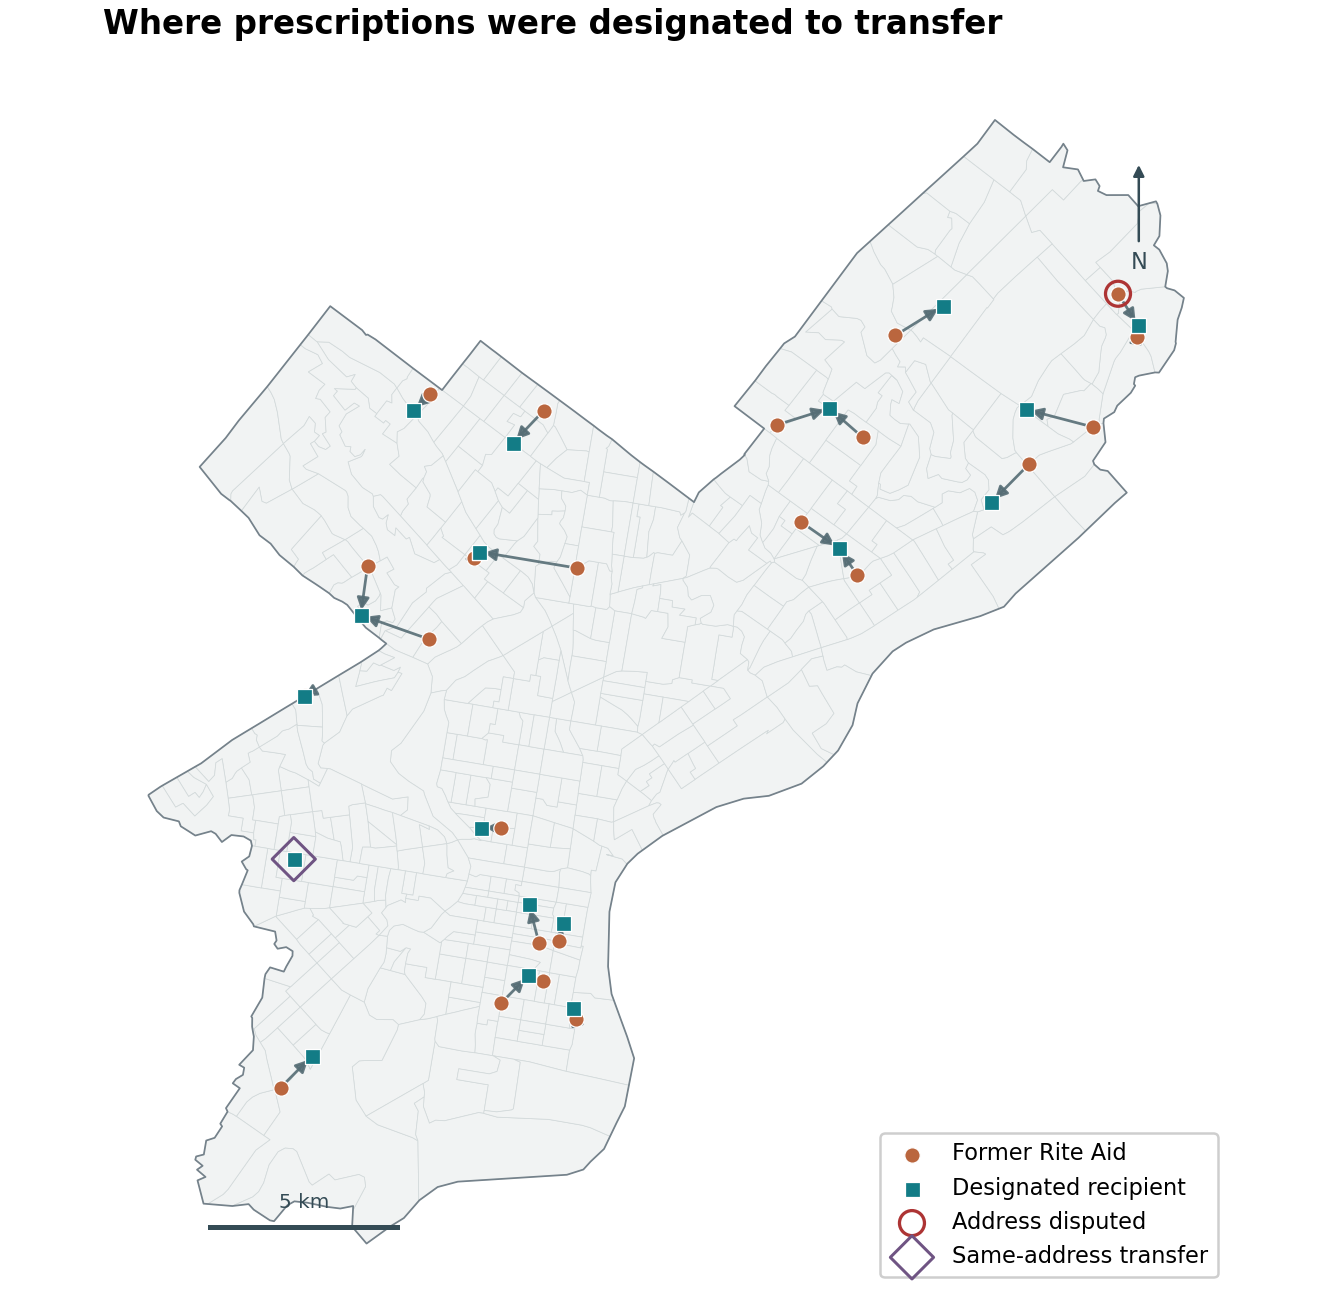 Where prescriptions were designated to transfer
N
5 km
Former Rite Aid
Designated recipient
Address disputed
Same-address transfer